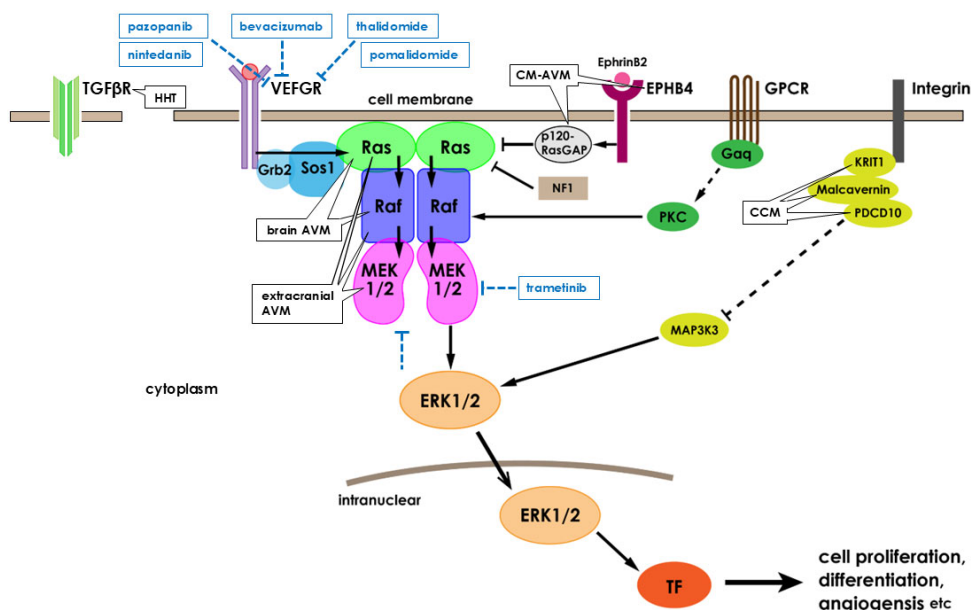 pazopanib
bevacizumab
thalidomide
nintedanib
pomalidomide
EphrinB2
TGFβR
HHT
VEFGR
cell membrane
CM-AVM
EPHB4
GPCR
Integrin
Grb2
Sos1
Ras
Ras
p120-
RasGAP
Gaq
KRIT1
NF1
Malcavernin
CCM
PDCD10
brain AVM
Raf
Raf
PKC
MEK
1/2
MEK
1/2
extracranial
AVM
trametinib
MAP3K3
cytoplasm
ERK1/2
intranuclear
ERK1/2
TF
cell proliferation,
differentiation,
angiogensis etc